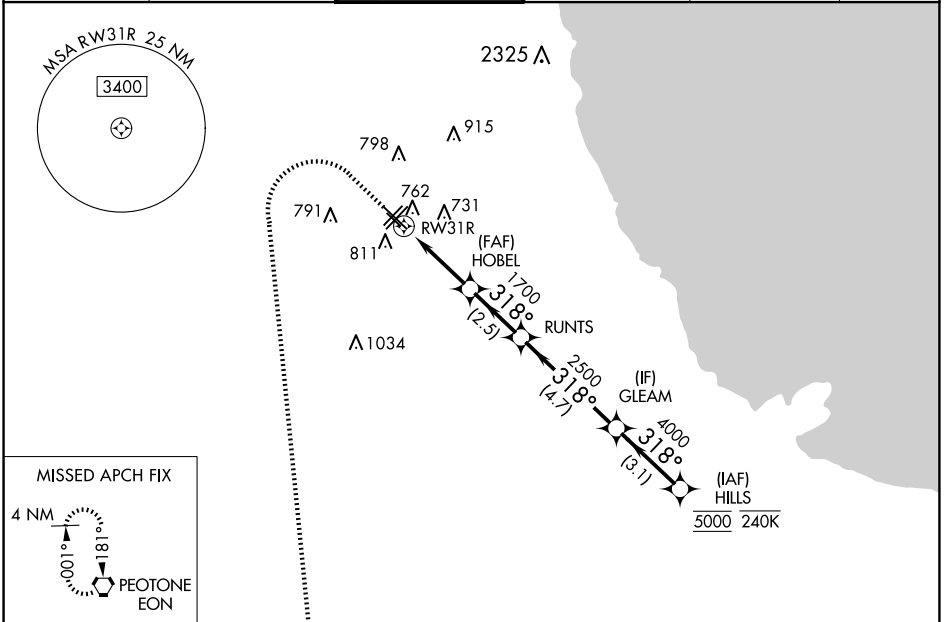 MSA RW31R 25 NM
3400
2325
915
798
762
731
791
RW31R
811
(FAF)
HOBEL
1700
318°
(2.5)
RUNTS
1034
2500
318°
(4.7)
(IF)
GLEAM
4000
318°
(3.1)
(IAF)
HILLS
5000 240K
MISSED APCH FIX
4 NM
001°
181°
PEOTONE
EON